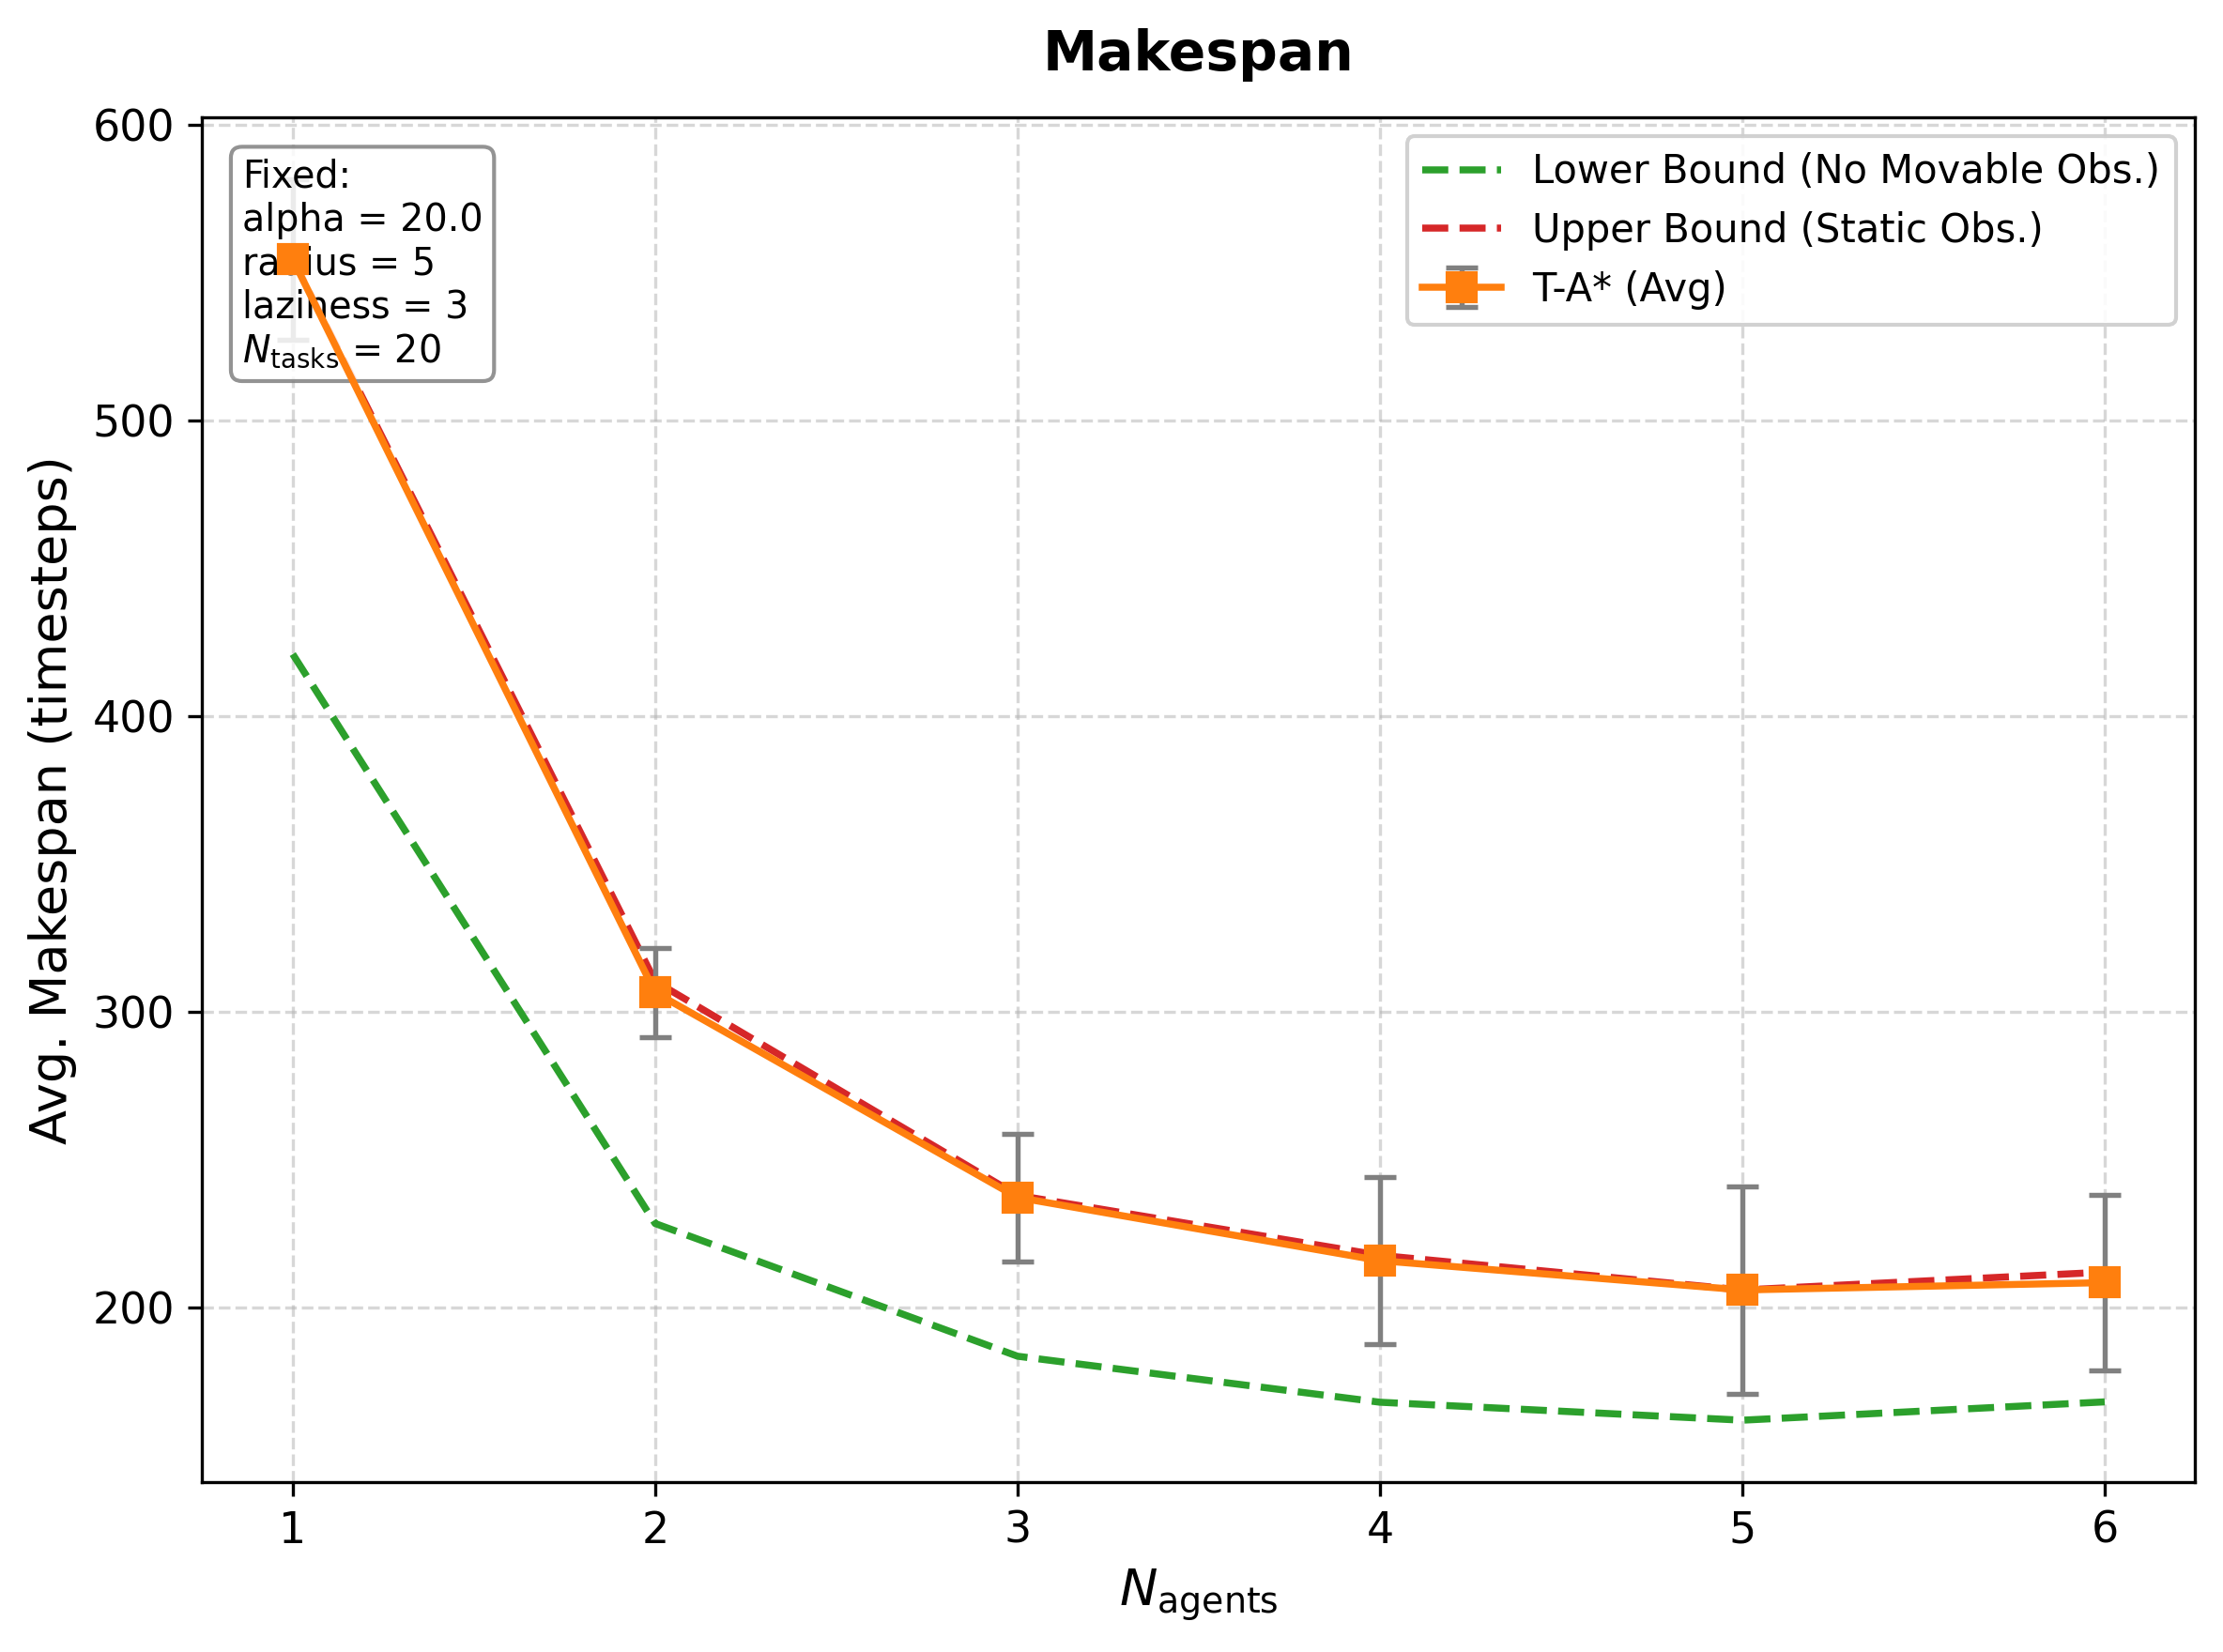 Makespan
600
500
400
300
200
Avg. Makespan (timesteps)
Fixed:
alpha = 20.0
radius = 5
laziness = 3
N_tasks = 20
Lower Bound (No Movable Obs.)
Upper Bound (Static Obs.)
T-A* (Avg)
1 2 3 4 5 6
N_agents